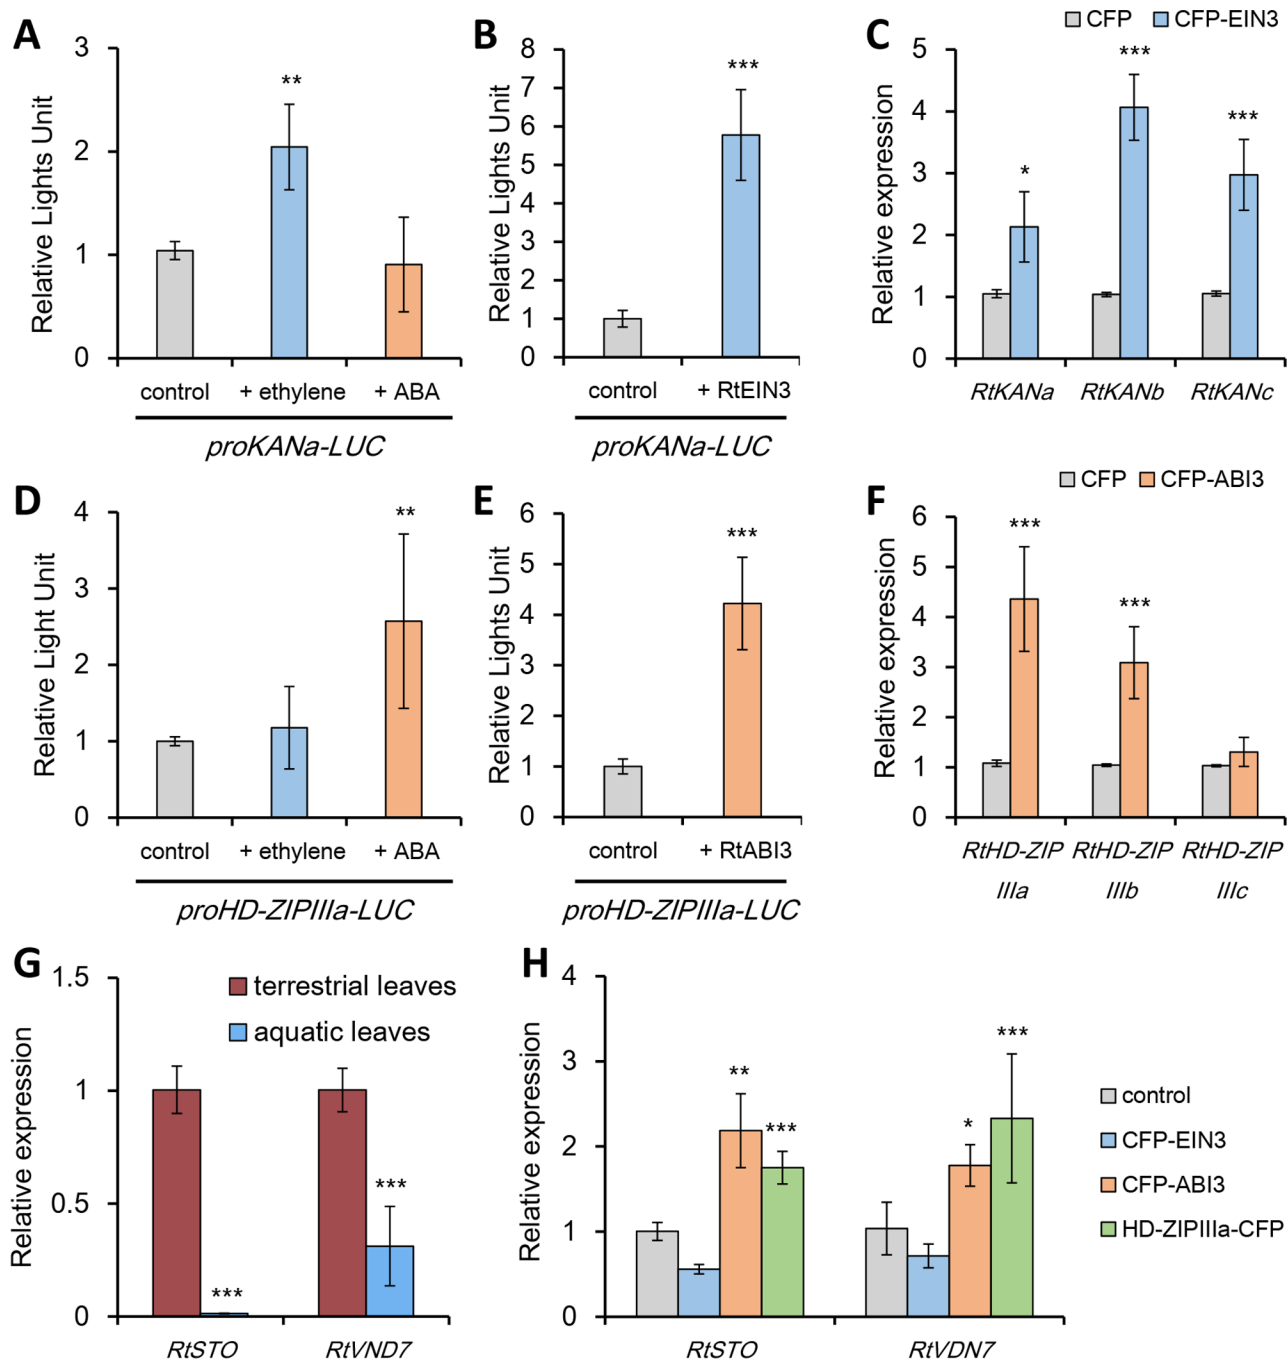 A
Relative Lights Unit
3
2
1
0
**
control
+ ethylene
+ ABA
proKANa-LUC
B
Relative Lights Unit
8
7
6
5
4
3
2
1
0
***
control
+ RtEIN3
proKANa-LUC
C
CFP
CFP-EIN3
Relative expression
5
4
3
2
1
0
*
***
***
RtKANa
RtKANb
RtKANc
D
Relative Light Unit
4
3
2
1
0
**
control
+ ethylene
+ ABA
proHD-ZIPIIIa-LUC
E
Relative Lights Unit
6
5
4
3
2
1
0
***
control
+ RtABI3
proHD-ZIPIIIa-LUC
F
CFP
CFP-ABI3
Relative expression
6
5
4
3
2
1
0
***
***
RtHD-ZIP
IIIa
RtHD-ZIP
IIIb
RtHD-ZIP
IIIc
G
Relative expression
1.5
1
0.5
0
terrestrial leaves
aquatic leaves
***
***
RtSTO
RtVND7
H
Relative expression
4
3
2
1
0
**
***
*
***
RtSTO
RtVDN7
control
CFP-EIN3
CFP-ABI3
HD-ZIPIIIa-CFP